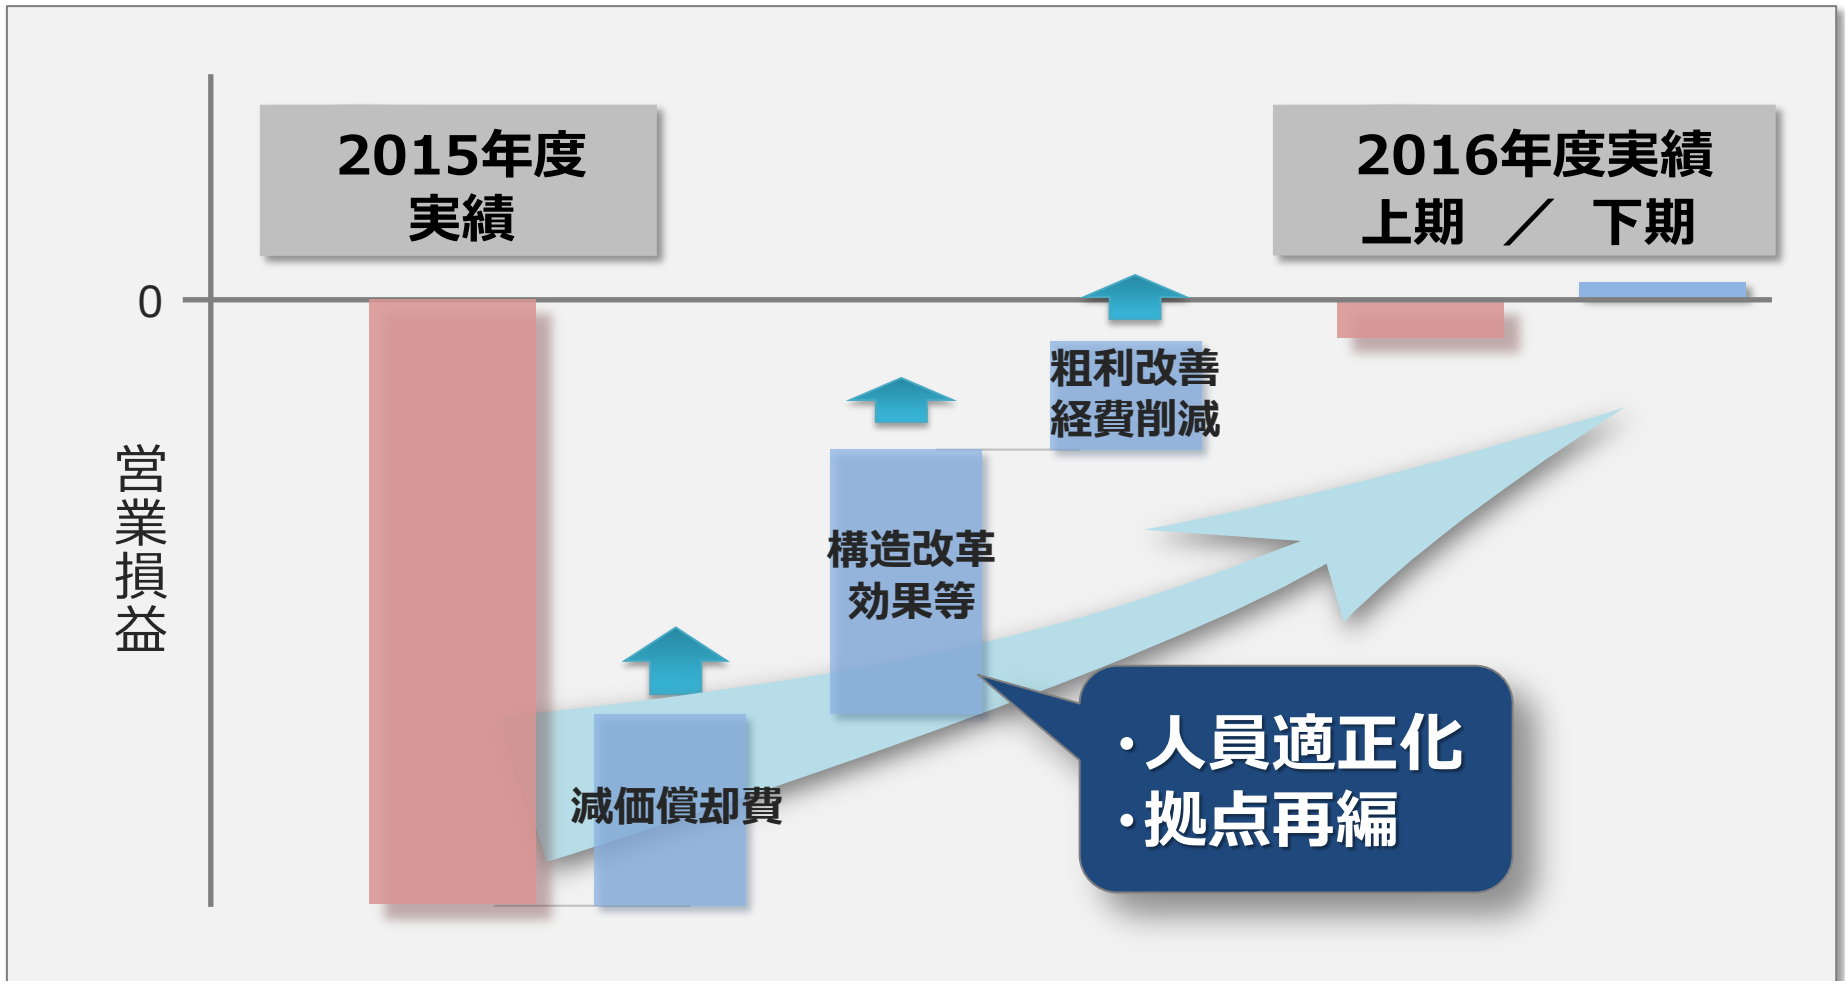 2015年度
実績
2016年度実績
上期 ／ 下期
0
営業損益
粗利改善
経費削減
構造改革
効果等
減価償却費
・人員適正化
・拠点再編